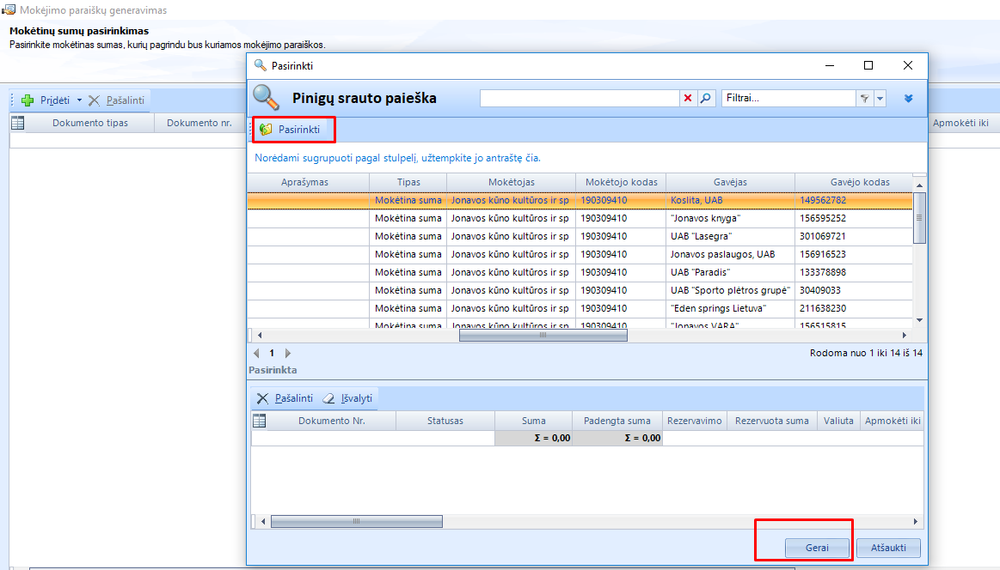 Mokėjimo paraiškų generavimas
Mokėtinų sumų pasirinkimas
Pasirinkite mokėtinas sumas, kurių pagrindu bus kuriamos mokėjimo paraiškos.
Pridėti Pašalinti
Dokumento tipas Dokumento nr. Apmokėti iki
Pasirinkti
Pinigų srauto paieška Filtrai...
Pasirinkti
Norėdami sugrupuoti pagal stulpelį, užtempkite jo antraštę čia.
Aprašymas Tipas Mokėtojas Mokėtojo kodas Gavėjas Gavėjo kodas
Mokėtina suma Jonavos kūno kultūros ir sp 190309410 Koslita, UAB 149562782
Mokėtina suma Jonavos kūno kultūros ir sp 190309410 "Jonavos knyga" 156595252
Mokėtina suma Jonavos kūno kultūros ir sp 190309410 UAB "Lasegra" 301069721
Mokėtina suma Jonavos kūno kultūros ir sp 190309410 Jonavos paslaugos, UAB 156916523
Mokėtina suma Jonavos kūno kultūros ir sp 190309410 UAB "Paradis" 133378898
Mokėtina suma Jonavos kūno kultūros ir sp 190309410 UAB "Sporto plėtros grupė" 30409033
Mokėtina suma Jonavos kūno kultūros ir sp 190309410 "Eden springs Lietuva" 211638230
Mokėtina suma Jonavos kūno kultūros ir sp 190309410 "Jonavos VARA" 156515815
1 Rodoma nuo 1 iki 14 iš 14
Pasirinkta
Pašalinti Išvalyti
Dokumento Nr. Statusas Suma Padengta suma Rezervavimo Rezervuota suma Valiuta Apmokėti iki
Σ = 0,00 Σ = 0,00
Gerai Atšaukti